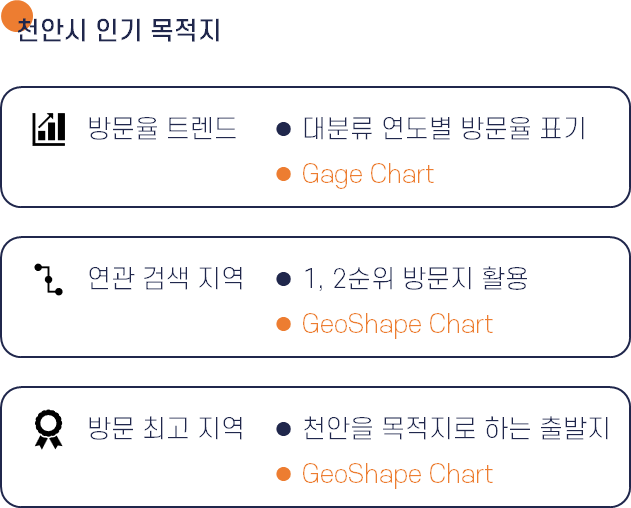 천안시 인기 목적지
방문율 트렌드
대분류 연도별 방문율 표기
Gage Chart
연관 검색 지역
1, 2순위 방문지 활용
GeoShape Chart
방문 최고 지역
천안을 목적지로 하는 출발지
GeoShape Chart